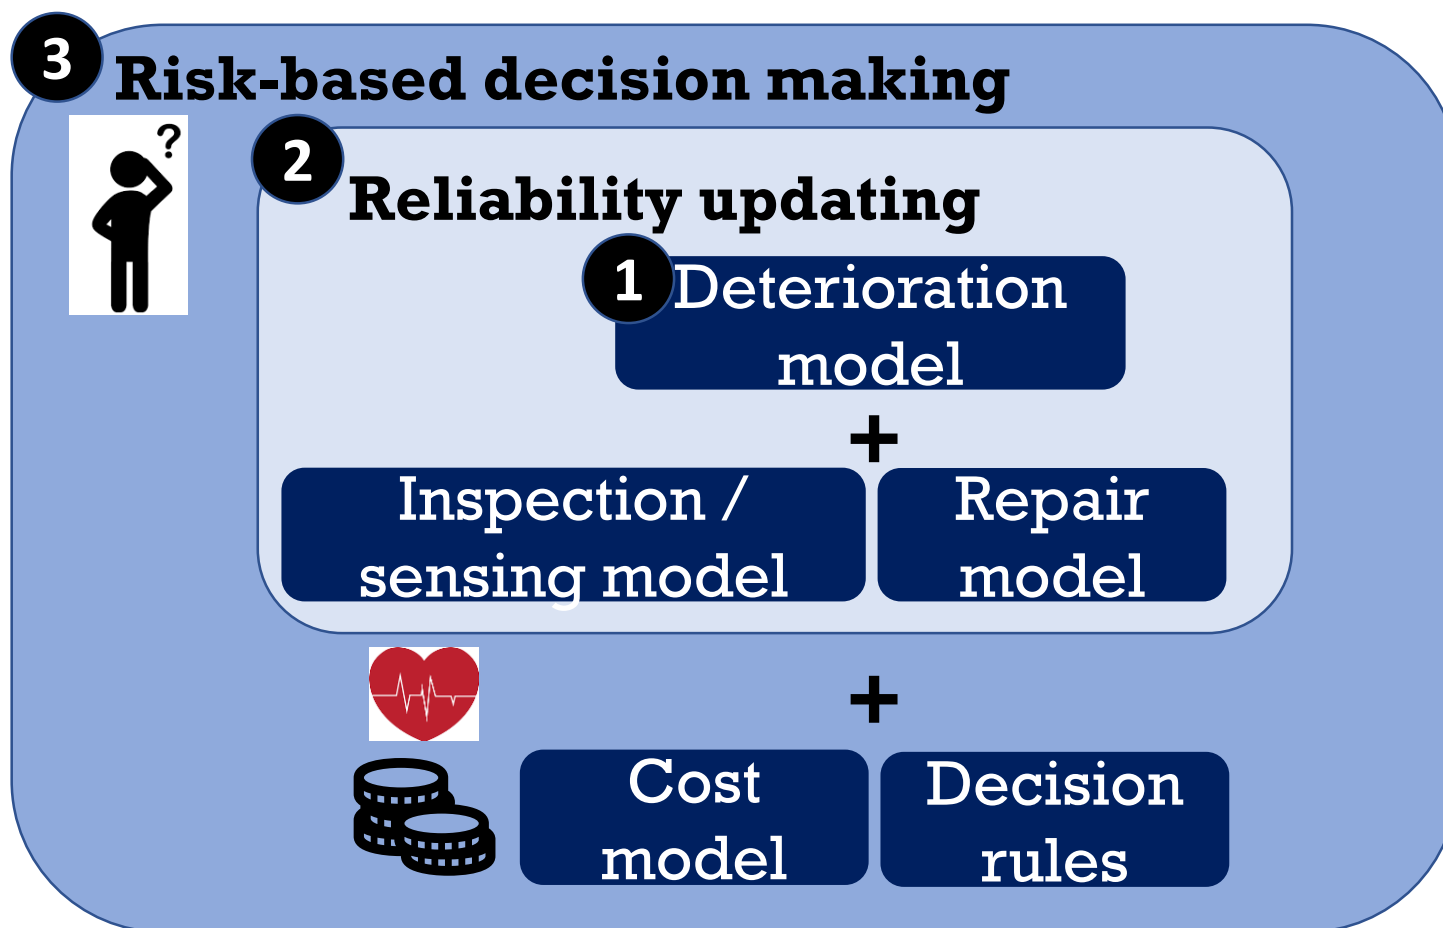 3
Risk-based decision making
?
2
Reliability updating
1
Deterioration
model
+
Inspection /
sensing model
Repair
model
+
Cost
model
Decision
rules